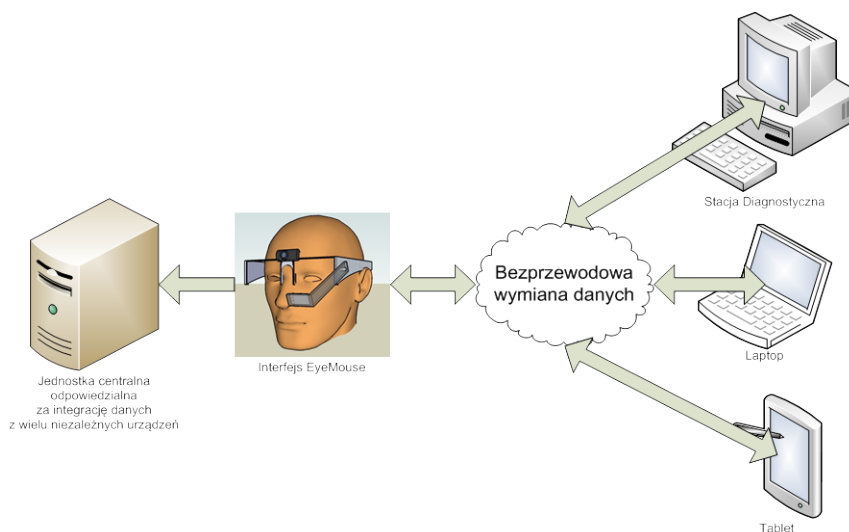 Stacja Diagnostyczna
Bezprzewodowa
wymiana danych
Interfejs EyeMouse
Laptop
Jednostka centralna
odpowiedzialna
za integrację danych
z wielu niezależnych urządzeń
Tablet